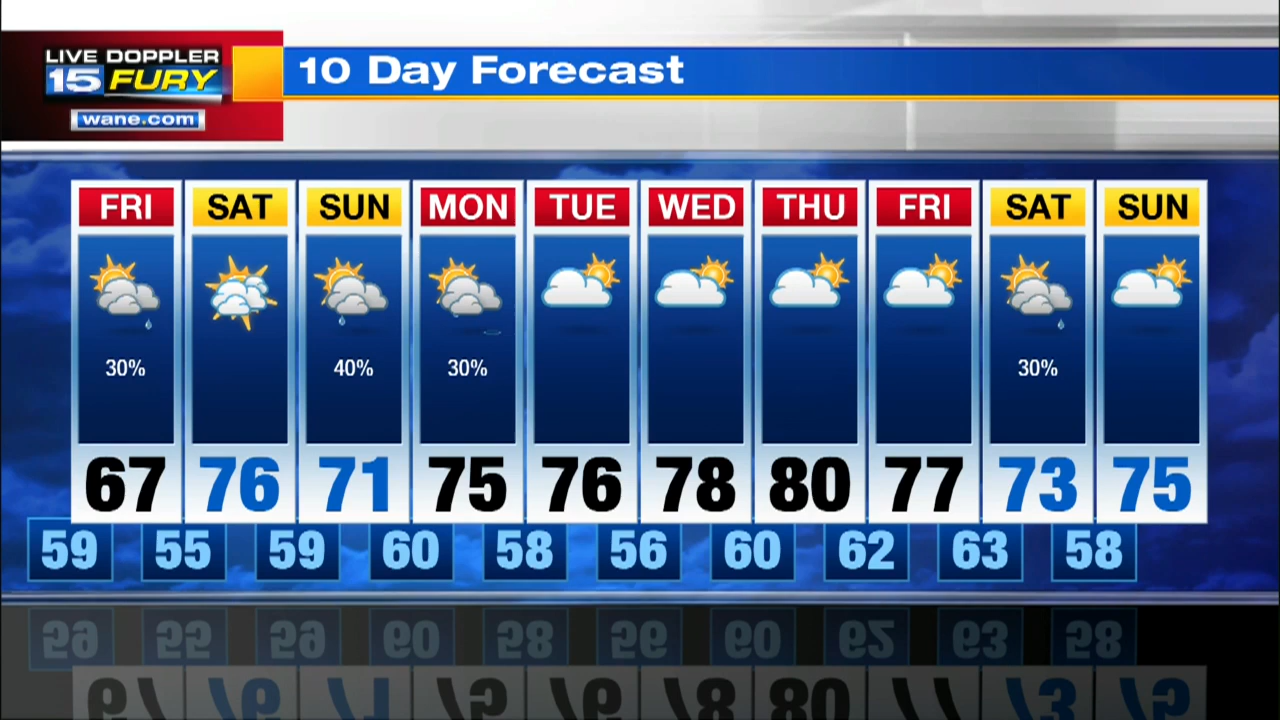 LIVE DOPPLER
15 FURY
wane.com
10 Day Forecast
FRI SAT SUN MON TUE WED THU FRI SAT SUN
30% 40% 30% 30%
67 76 71 75 76 78 80 77 73 75
59 55 59 60 58 56 60 62 63 58